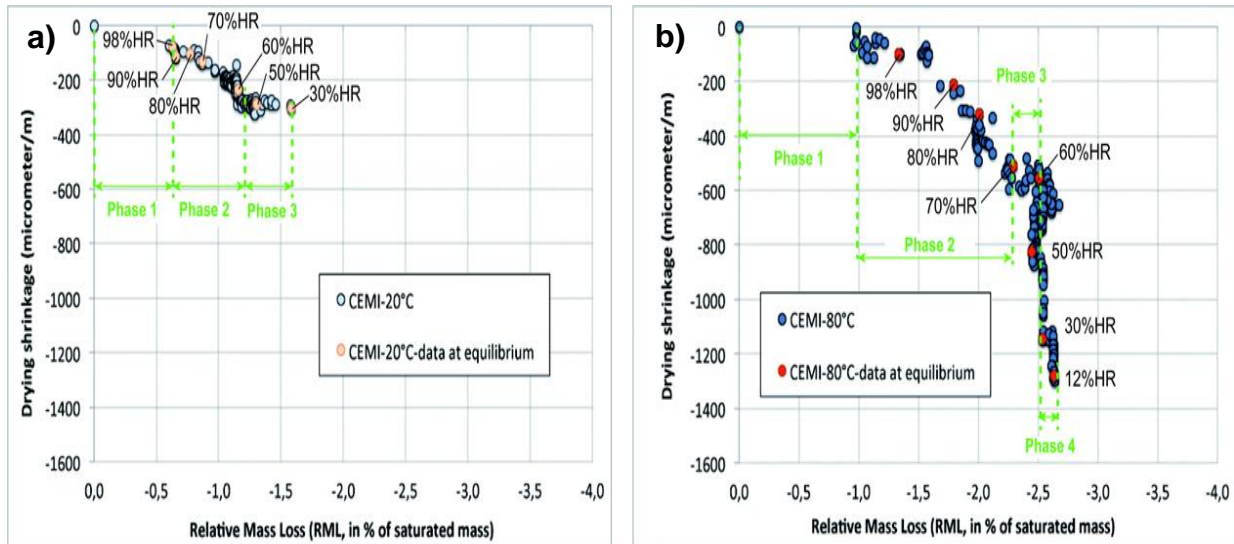 a)
Drying shrinkage (micrometer/m)
0
-200
-400
-600
-800
-1000
-1200
-1400
-1600
98%HR
70%HR
60%HR
90%HR
80%HR
50%HR
30%HR
Phase 1
Phase 2
Phase 3
CEMI-20°C
CEMI-20°C-data at equilibrium
0,0 -0,5 -1,0 -1,5 -2,0 -2,5 -3,0 -3,5 -4,0
Relative Mass Loss (RML, in % of saturated mass)
b)
Drying shrinkage (micrometer/m)
0
-200
-400
-600
-800
-1000
-1200
-1400
-1600
Phase 3
98%HR
90%HR
60%HR
80%HR
Phase 1
70%HR
Phase 2
50%HR
CEMI-80°C
CEMI-80°C-data at equilibrium
30%HR
12%HR
Phase 4
0,0 -0,5 -1,0 -1,5 -2,0 -2,5 -3,0 -3,5 -4,0
Relative Mass Loss (RML, in % of saturated mass)